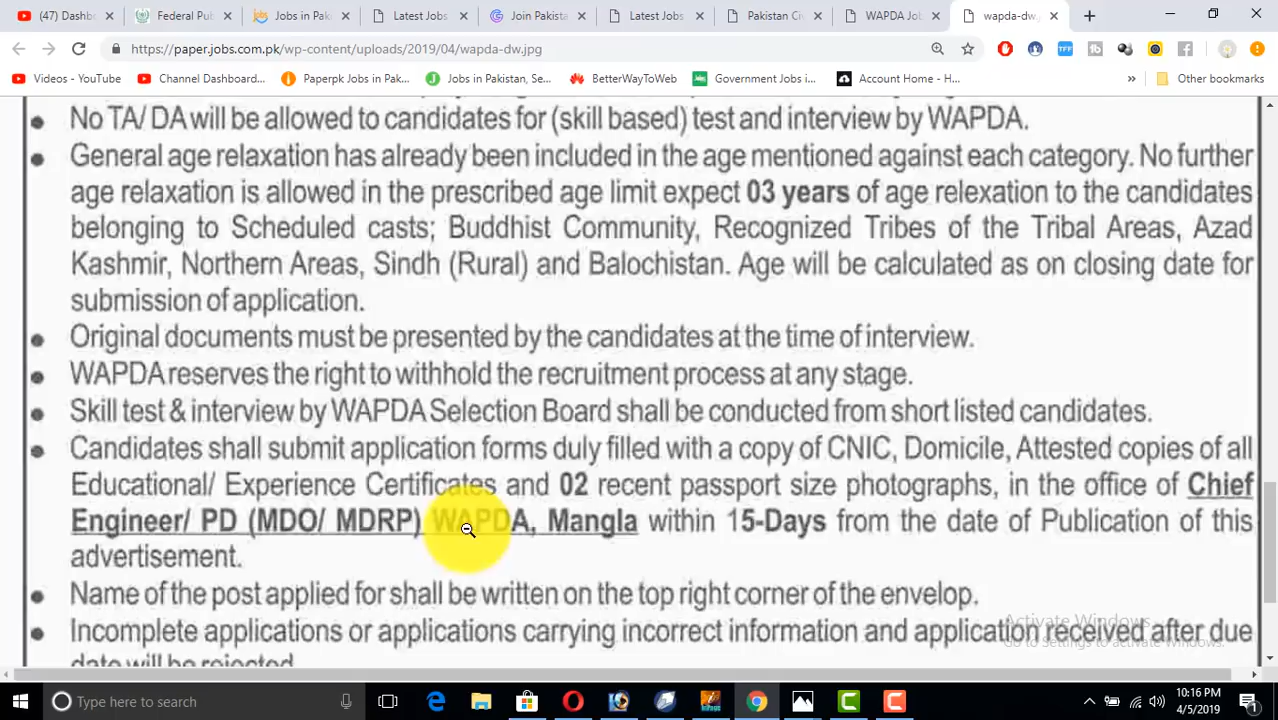 (47) Dashbo
Federal Pub
Jobs in Pak
Latest Jobs
Join Pakista
Latest Jobs
Pakistan Ci
WAPDA Jo
wapda-dw.
https://paper.jobs.com.pk/wp-content/uploads/2019/04/wapda-dw.jpg
Videos - YouTube
Channel Dashboard...
Paperpk Jobs in Pak...
Jobs in Pakistan, Se...
BetterWayToWeb
Government Jobs i...
Account Home - H...
»
Other bookmarks
No TA/ DA will be allowed to candidates for (skill based) test and interview by WAPDA.
General age relaxation has already been included in the age mentioned against each category. No further
age relaxation is allowed in the prescribed age limit expect 03 years of age relexation to the candidates
belonging to Scheduled casts; Buddhist Community, Recognized Tribes of the Tribal Areas, Azad
Kashmir, Northern Areas, Sindh (Rural) and Balochistan. Age will be calculated as on closing date for
submission of application.
Original documents must be presented by the candidates at the time of interview.
WAPDA reserves the right to withhold the recruitment process at any stage.
Skill test & interview by WAPDA Selection Board shall be conducted from short listed candidates.
Candidates shall submit application forms duly filled with a copy of CNIC, Domicile, Attested copies of all
Educational/ Experience Certificates and 02 recent passport size photographs, in the office of Chief
Engineer/ PD (MDO/ MDRP) WAPDA, Mangla within 15-Days from the date of Publication of this
advertisement.
Name of the post applied for shall be written on the top right corner of the envelop.
Incomplete applications or applications carrying incorrect information and application received after due
date will be rejected
Activate Windows
Go to Settings to activate Windows.
Type here to search
10:16 PM
4/5/2019